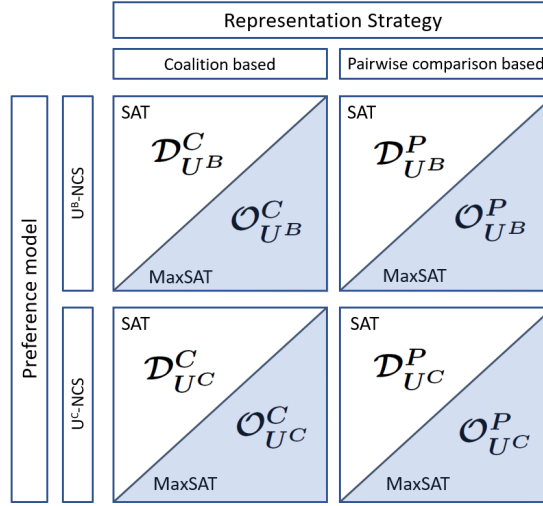 Representation Strategy
Coalition based
Pairwise comparison based
Preference model
U^B-NCS
SAT
𝒟^C_{U^B}
𝒪^C_{U^B}
MaxSAT
SAT
𝒟^P_{U^B}
𝒪^P_{U^B}
MaxSAT
U^C-NCS
SAT
𝒟^C_{U^C}
𝒪^C_{U^C}
MaxSAT
SAT
𝒟^P_{U^C}
𝒪^P_{U^C}
MaxSAT